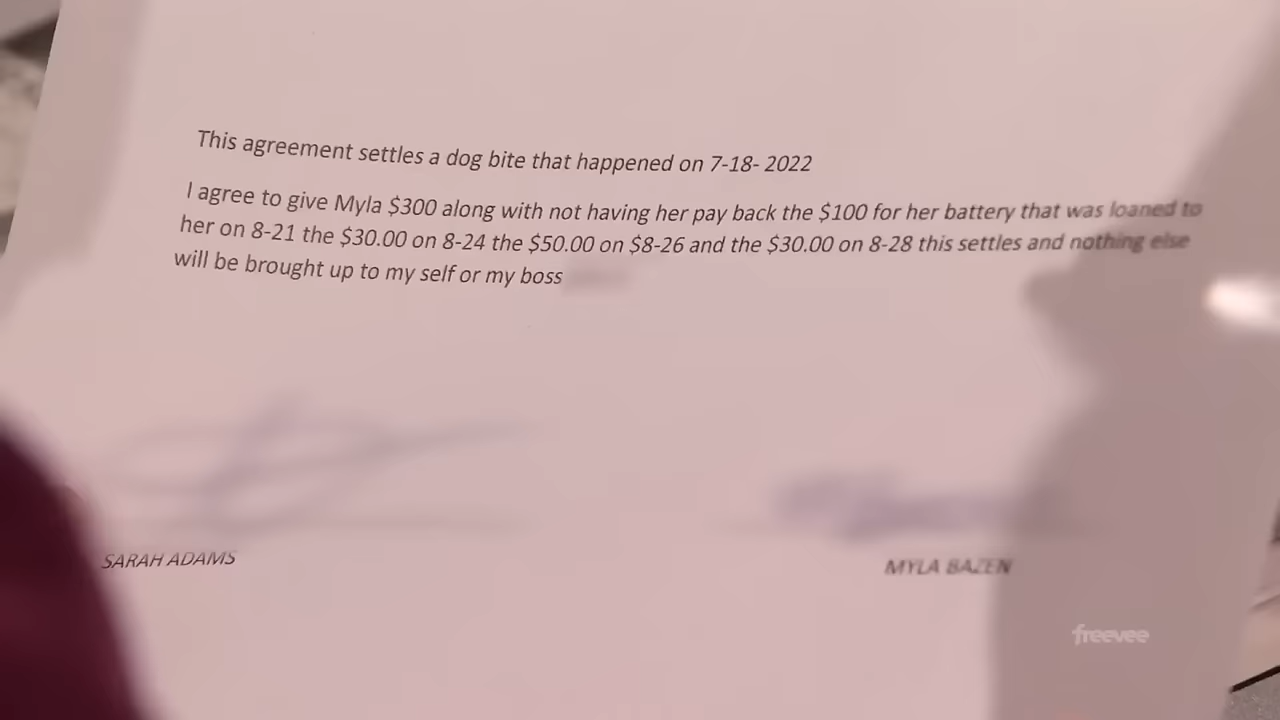 This agreement settles a dog bite that happened on 7-18- 2022
I agree to give Myla $300 along with not having her pay back the $100 for her battery that was loaned to
her on 8-21 the $30.00 on 8-24 the $50.00 on $8-26 and the $30.00 on 8-28 this settles and nothing else
will be brought up to my self or my boss
SARAH ADAMS
MYLA BAZEN
freevee